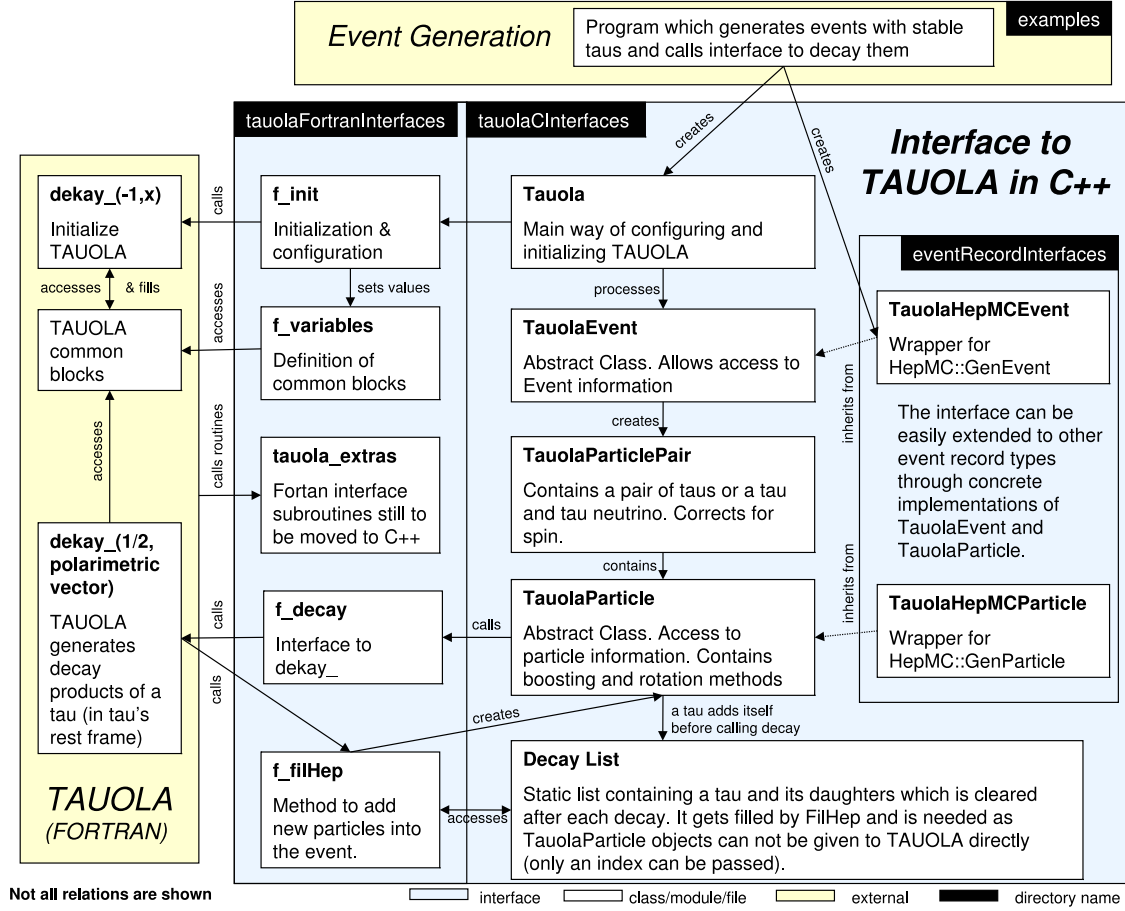 Event Generation
Program which generates events with stable
taus and calls interface to decay them
examples
tauolaFortranInterfaces
tauolaCInterfaces
creates
creates
Interface to
TAUOLA in C++
dekay_(-1,x)
Initialize
TAUOLA
calls
f_init
Initialization &
configuration
Tauola
Main way of configuring and
initializing TAUOLA
eventRecordInterfaces
accesses
& fills
accesses
sets values
processes
TAUOLA
common
blocks
f_variables
Definition of
common blocks
TauolaEvent
Abstract Class. Allows access to
Event information
TauolaHepMCEvent
Wrapper for
HepMC::GenEvent
inherits from
creates
The interface can be
easily extended to other
event record types
through concrete
implementations of
TauolaEvent and
TauolaParticle.
accesses
calls routines
tauola_extras
Fortan interface
subroutines still to
be moved to C++
TauolaParticlePair
Contains a pair of taus or a tau
and tau neutrino. Corrects for
spin.
contains
dekay_(1/2,
polarimetric
vector)
TAUOLA
generates
decay
products of a
tau (in tau's
rest frame)
calls
f_decay
Interface to
dekay_
calls
TauolaParticle
Abstract Class. Access to
particle information. Contains
boosting and rotation methods
inherits from
TauolaHepMCParticle
Wrapper for
HepMC::GenParticle
calls
creates
a tau adds itself
before calling decay
f_filHep
Method to add
new particles into
the event.
accesses
Decay List
Static list containing a tau and its daughters which is cleared
after each decay. It gets filled by FilHep and is needed as
TauolaParticle objects can not be given to TAUOLA directly
(only an index can be passed).
TAUOLA
(FORTRAN)
Not all relations are shown
interface
class/module/file
external
directory name